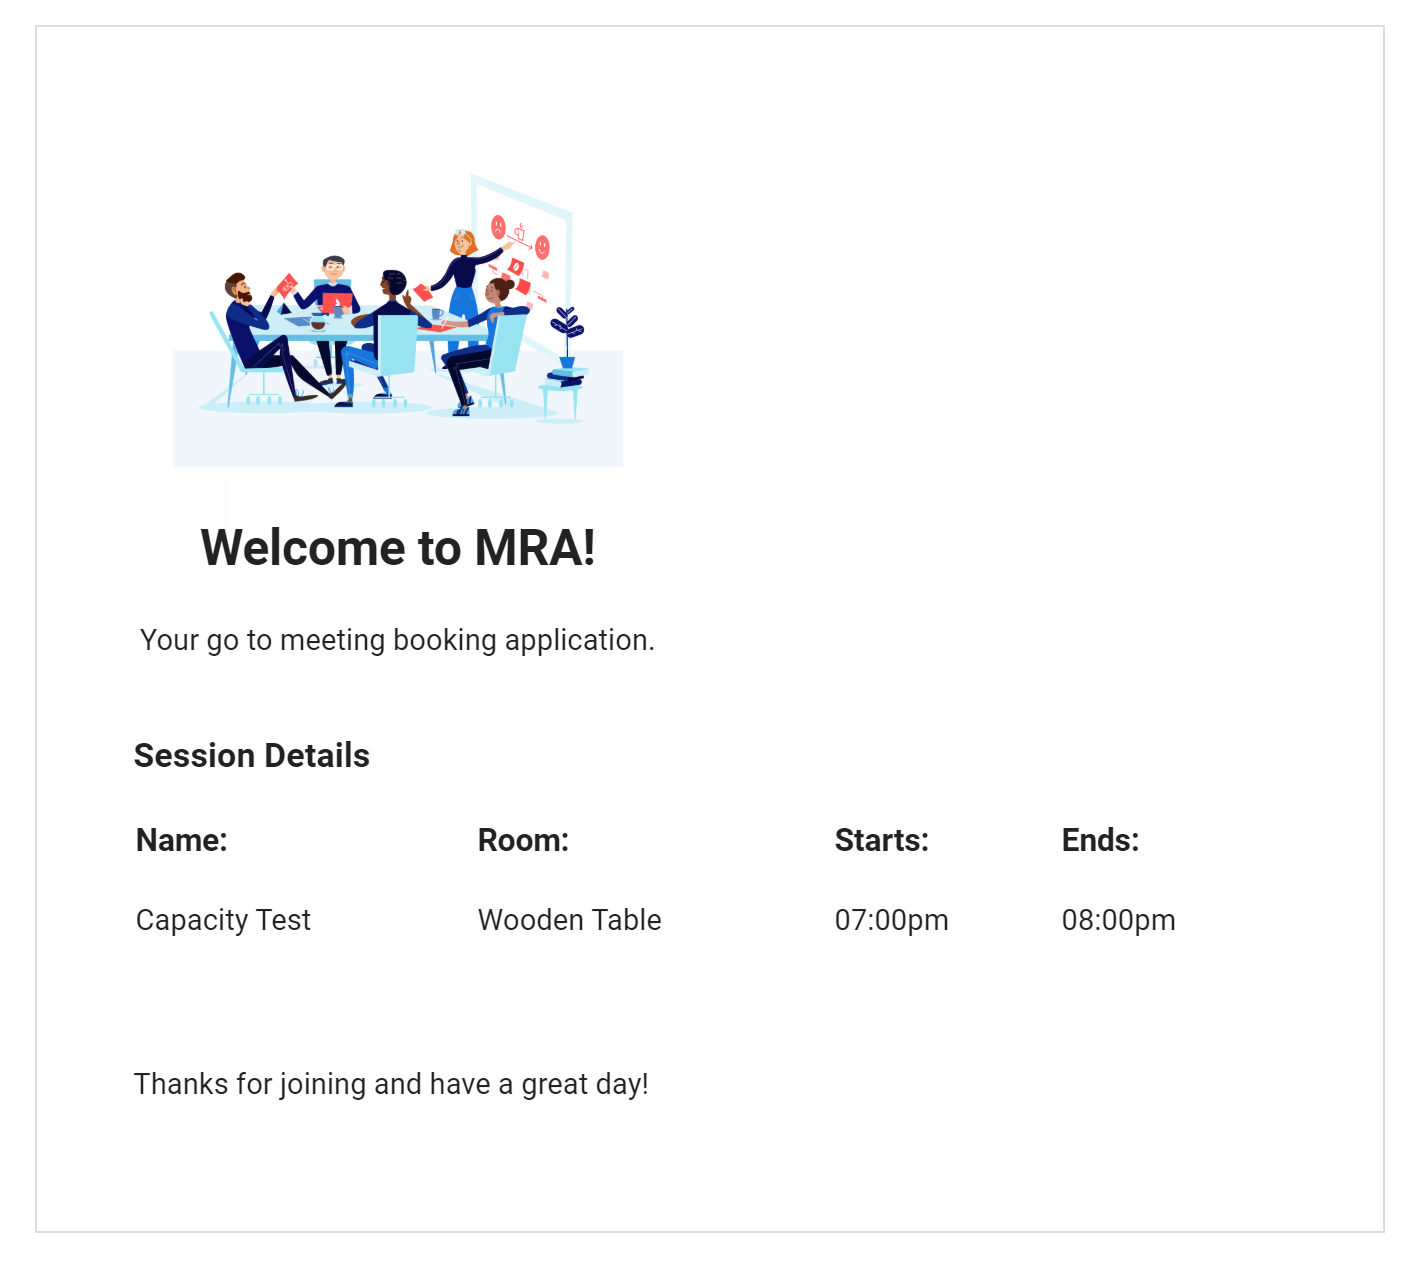 Welcome to MRA!
Your go to meeting booking application.
Session Details
Name: Room: Starts: Ends:
Capacity Test Wooden Table 07:00pm 08:00pm
Thanks for joining and have a great day!